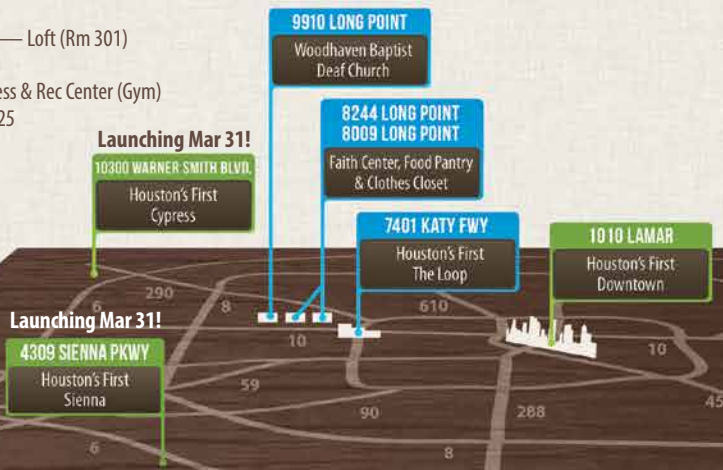 — Loft (Rm 301)
ess & Rec Center (Gym)
25
9910 LONG POINT
Woodhaven Baptist
Deaf Church
8244 LONG POINT
8009 LONG POINT
Faith Center, Food Pantry
& Clothes Closet
Launching Mar 31!
10300 WARNER SMITH BLVD.
Houston's First
Cypress
7401 KATY FWY
Houston's First
The Loop
1010 LAMAR
Houston's First
Downtown
Launching Mar 31!
4309 SIENNA PKWY
Houston's First
Sienna
6
290
8
610
10
10
59
90
288
45
6
8